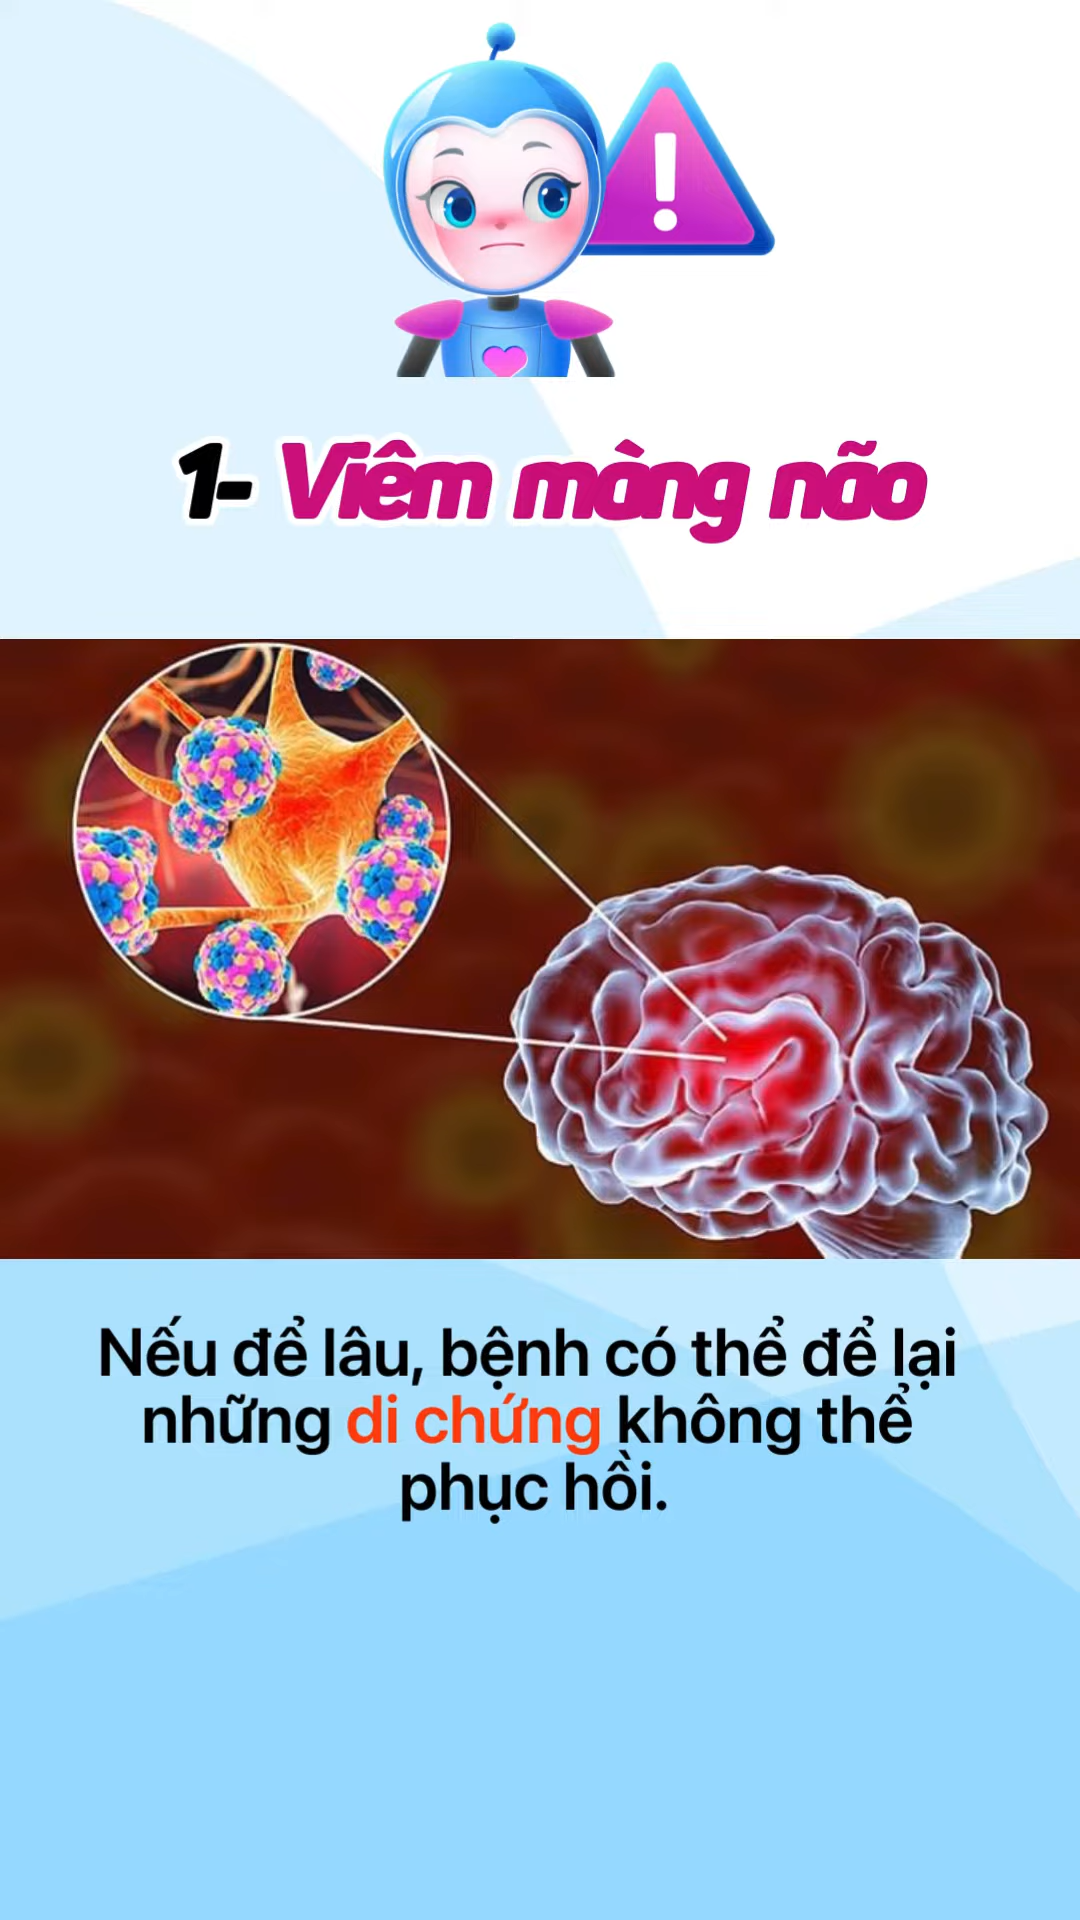 1- Viêm màng não
Nếu để lâu, bệnh có thể để lại
những di chứng không thể
phục hồi.